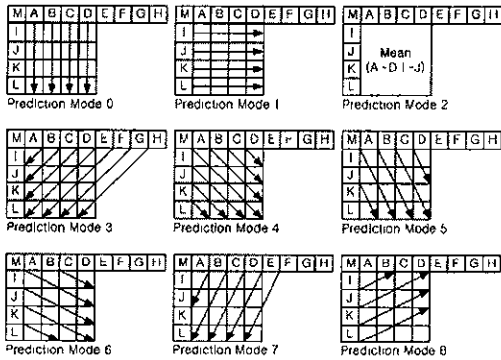 M A B C D E F G H
I
J
K
L
Prediction Mode 0
M A B C D E F G H
I
J
K
L
Prediction Mode 1
M A B C D E F G H
I
J
K
L
Mean
(A-D I-J)
Prediction Mode 2
M A B C D E F G H
I
J
K
L
Prediction Mode 3
M A B C D E F G H
I
J
K
L
Prediction Mode 4
M A B C D E F G H
I
J
K
L
Prediction Mode 5
M A B C D E F G H
I
J
K
L
Prediction Mode 6
M A B C D E F G H
I
J
K
L
Prediction Mode 7
M A B C D E F G H
I
J
K
L
Prediction Mode 8